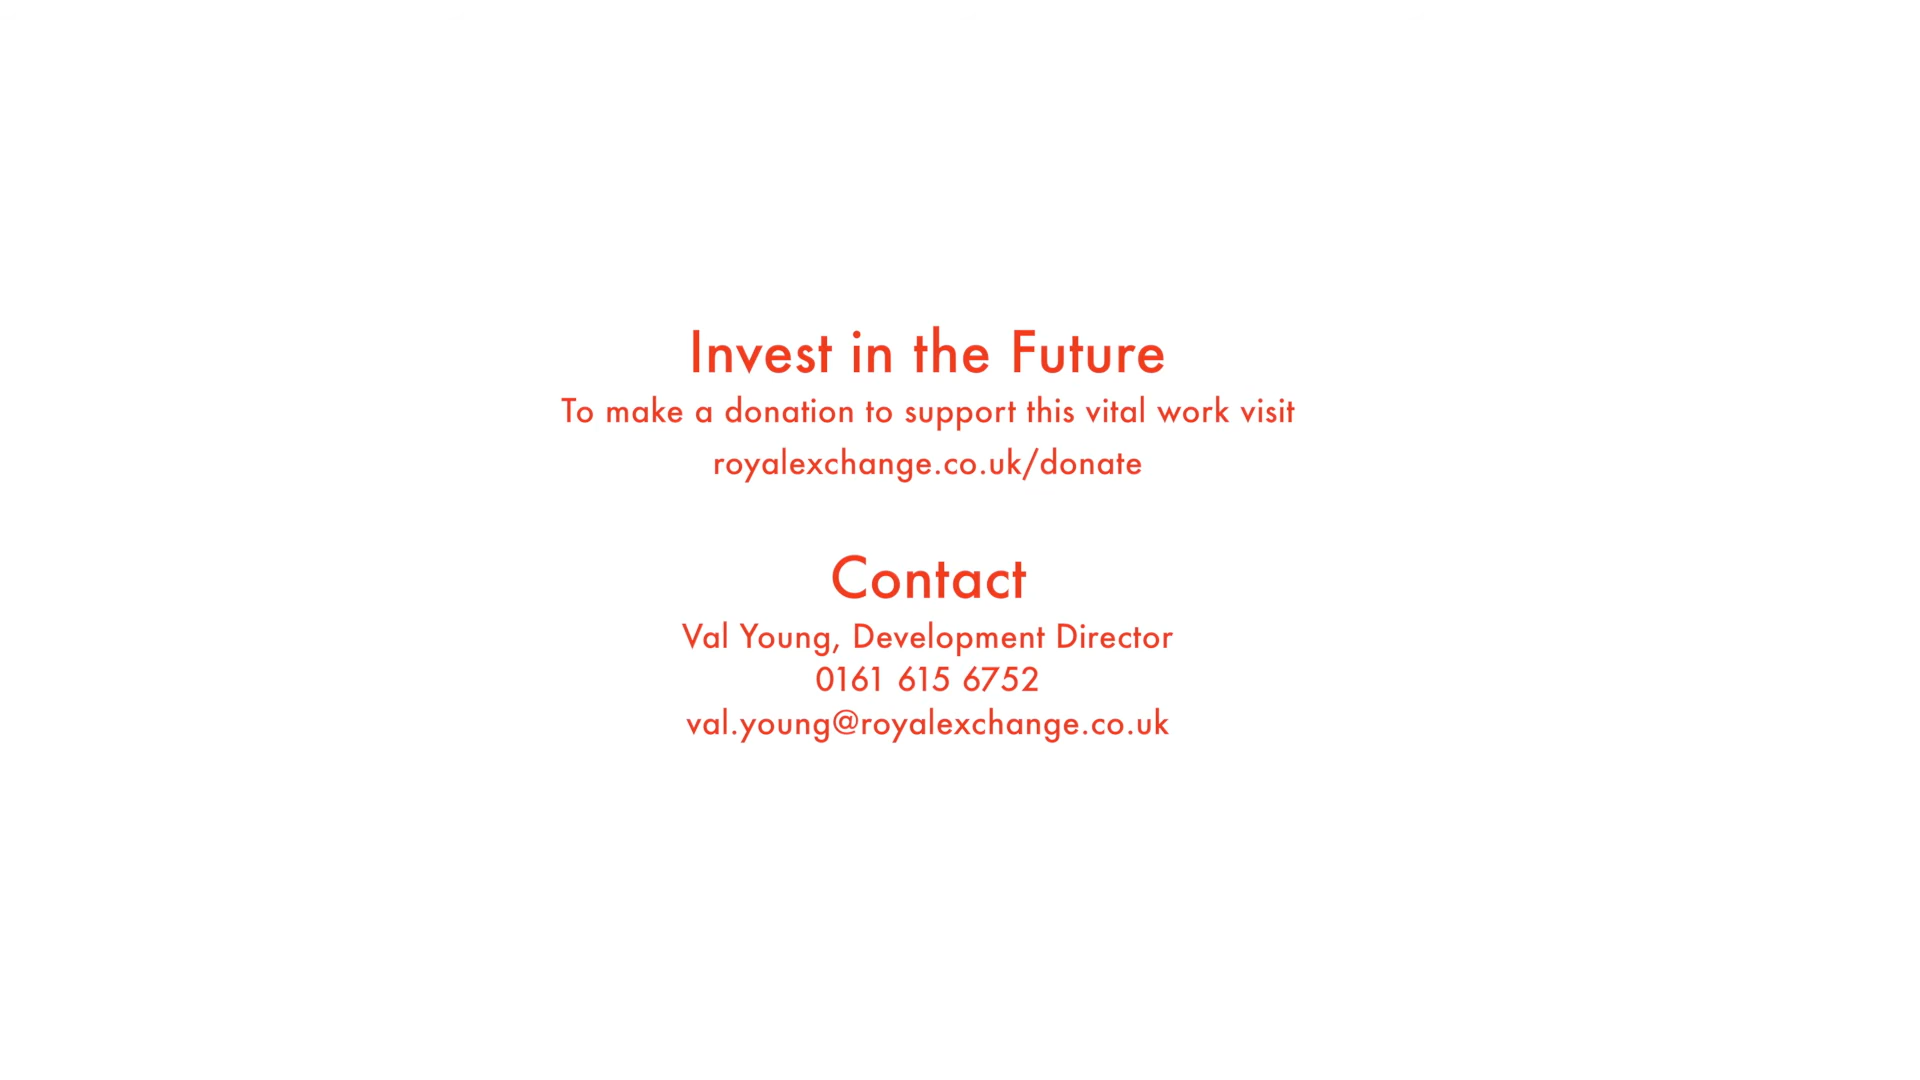 Invest in the Future
To make a donation to support this vital work visit
royalexchange.co.uk/donate
Contact
Val Young, Development Director
0161 615 6752
val.young@royalexchange.co.uk